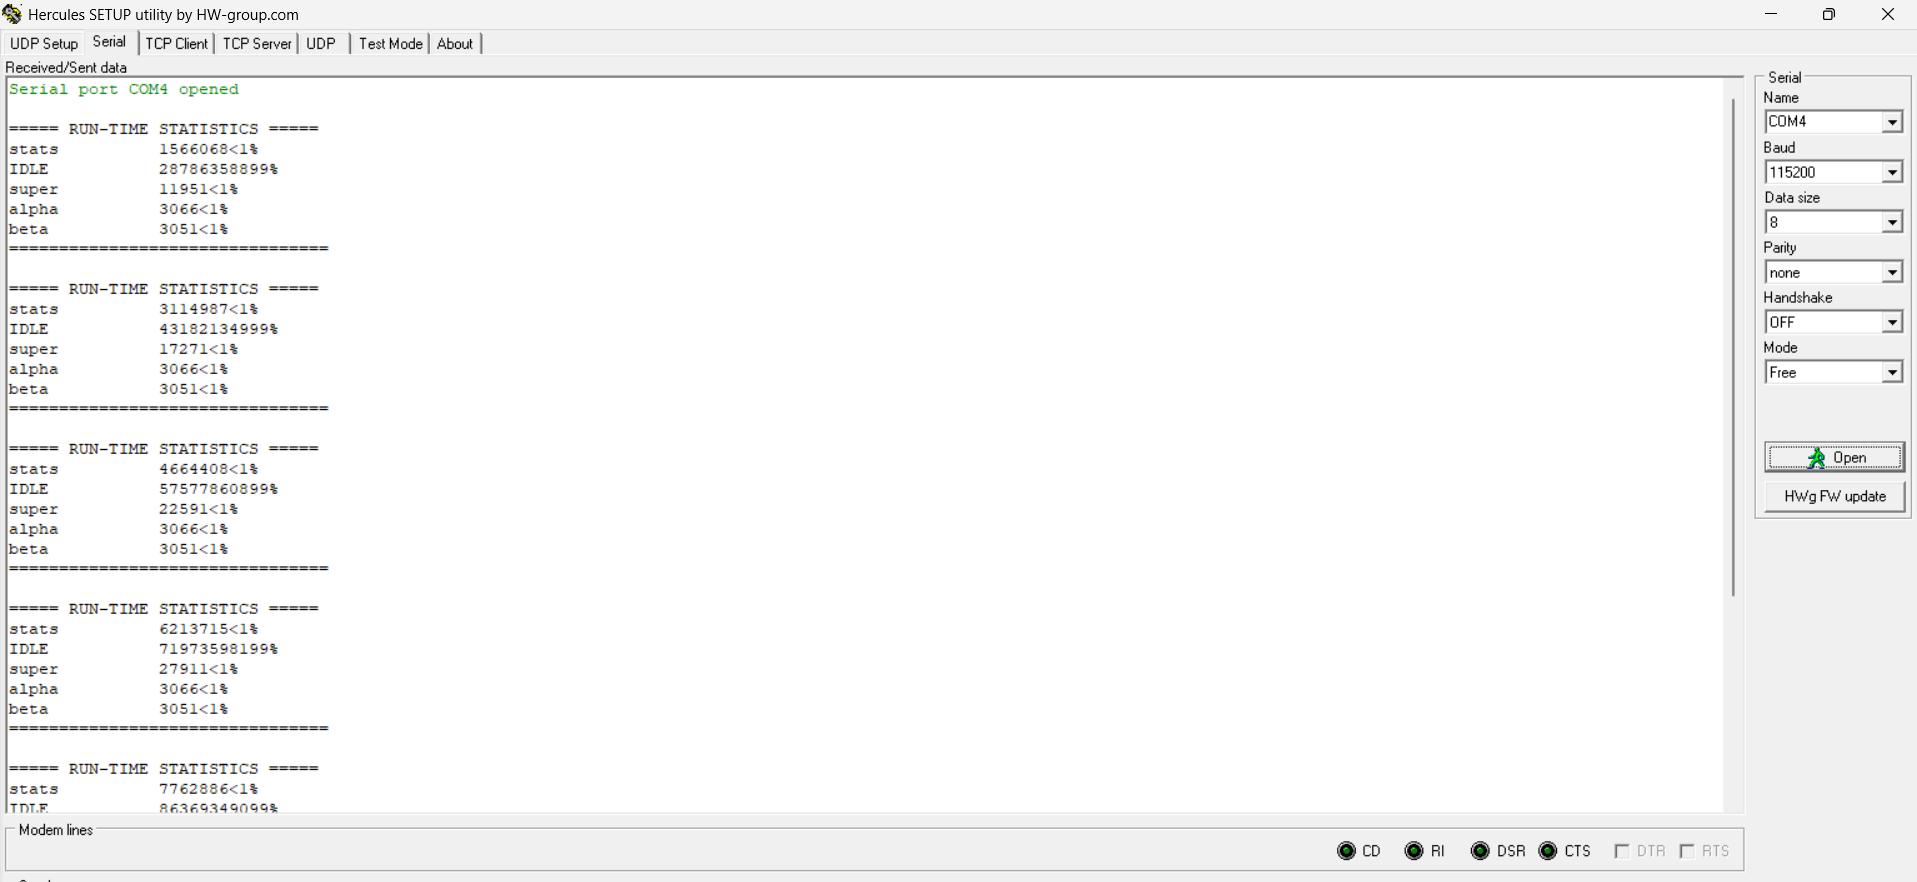 Hercules SETUP utility by HW-group.com
UDP Setup Serial TCP Client TCP Server UDP Test Mode About
Received/Sent data
Serial port COM4 opened
===== RUN-TIME STATISTICS =====
stats 1566068<1%
IDLE 28786358899%
super 11951<1%
alpha 3066<1%
beta 3051<1%
================================
===== RUN-TIME STATISTICS =====
stats 3114987<1%
IDLE 43182134999%
super 17271<1%
alpha 3066<1%
beta 3051<1%
================================
===== RUN-TIME STATISTICS =====
stats 4664408<1%
IDLE 57577860899%
super 22591<1%
alpha 3066<1%
beta 3051<1%
================================
===== RUN-TIME STATISTICS =====
stats 6213715<1%
IDLE 71973598199%
super 27911<1%
alpha 3066<1%
beta 3051<1%
================================
===== RUN-TIME STATISTICS =====
stats 7762886<1%
IDLE 86369349099%
Serial
Name
COM4
Baud
115200
Data size
8
Parity
none
Handshake
OFF
Mode
Free
Open
HWg FW update
Modem lines
CD RI DSR CTS DTR RTS